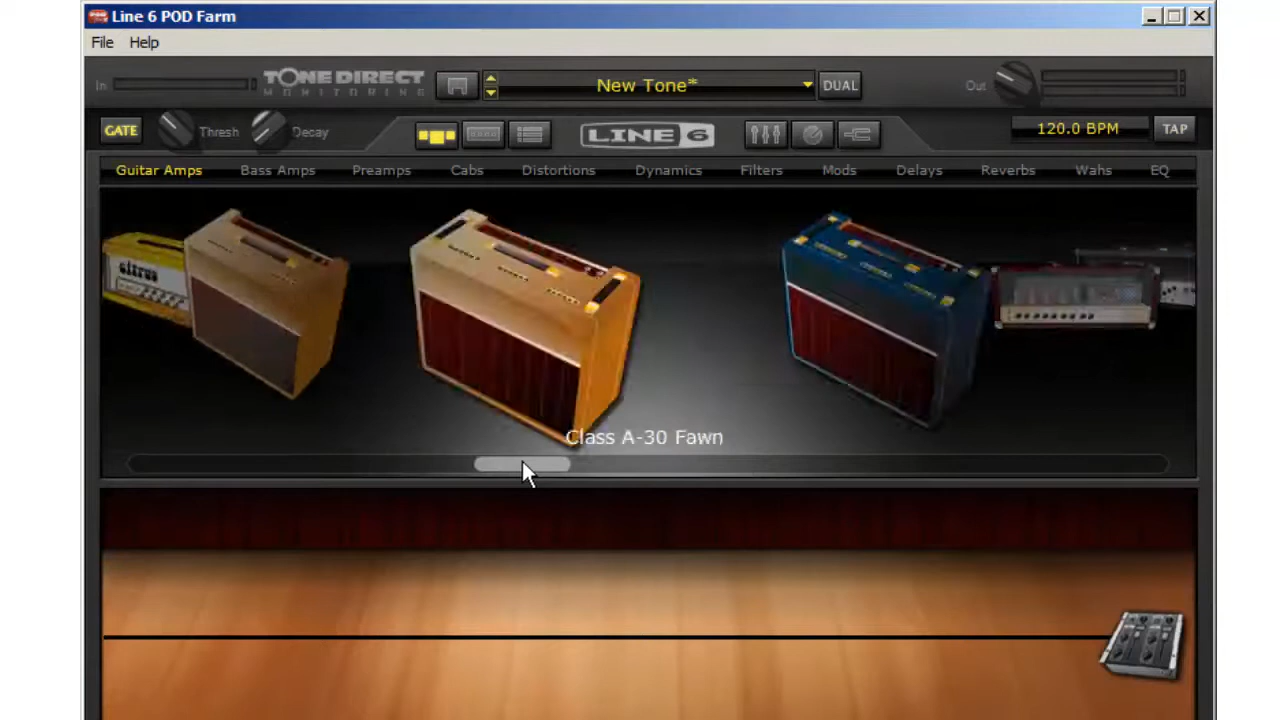 Line 6 POD Farm
File Help
In TONEDIRECT MONITORING New Tone* DUAL Out
GATE Thresh Decay LINE 6 120.0 BPM TAP
Guitar Amps Bass Amps Preamps Cabs Distortions Dynamics Filters Mods Delays Reverbs Wahs EQ
citrus
Class A-30 Fawn